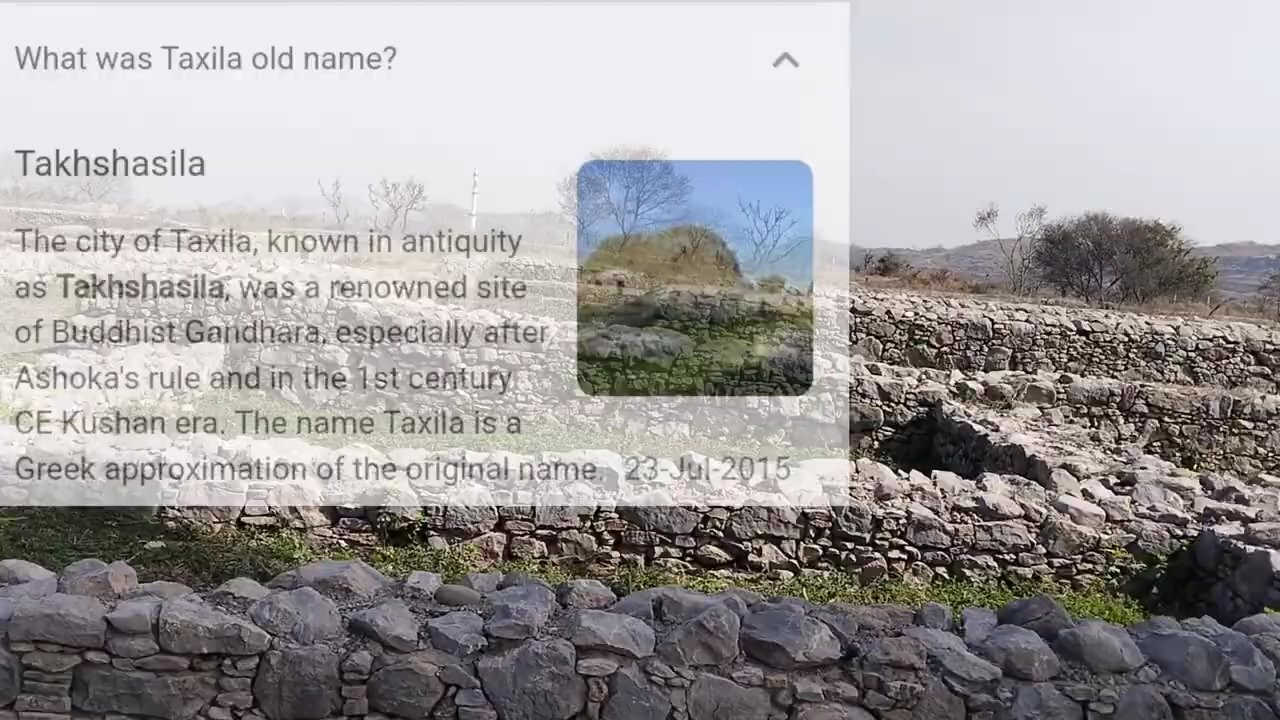 What was Taxila old name?
Takhshasila
The city of Taxila, known in antiquity
as Takhshasila, was a renowned site
of Buddhist Gandhara, especially after
Ashoka's rule and in the 1st century
CE Kushan era. The name Taxila is a
Greek approximation of the original name. 23-Jul-2015